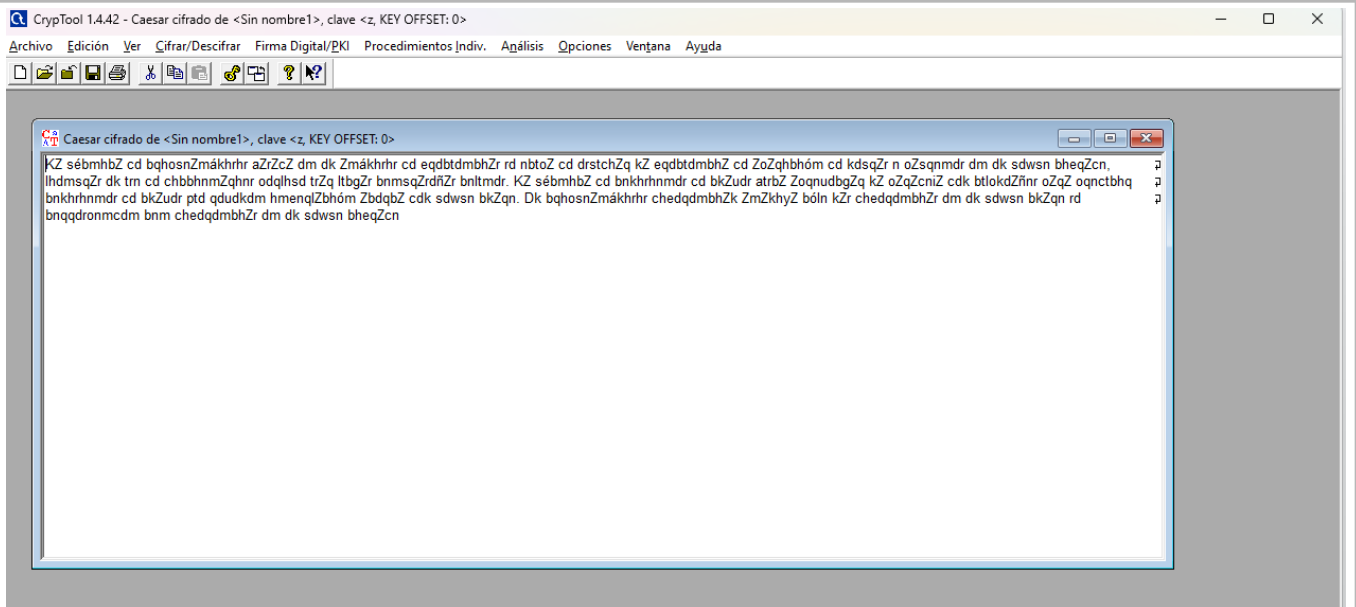 CrypTool 1.4.42 - Caesar cifrado de <Sin nombre1>, clave <z, KEY OFFSET: 0>
Archivo Edición Ver Cifrar/Descifrar Firma Digital/PKI Procedimientos Indiv. Análisis Opciones Ventana Ayuda
Caesar cifrado de <Sin nombre1>, clave <z, KEY OFFSET: 0>
KZ sébmhbZ cd bqhosnZmákhrhr aZrZcZ dm dk Zmákhrhr cd eqdbtdmbhZr rd nbtoZ cd drstchZq kZ eqdbtdmbhZ cd ZoZqhbhóm cd kdsqZr n oZsqnmdr dm dk sdwsn bheqZcn,
lhdmsqZr dk trn cd chbbhnmZqhnr odqlhsd trZq ltbgZr bnmsqZrdñZr bnltmdr. KZ sébmhbZ cd bnkhrhnmdr cd bkZudr atrbZ ZoqnudbgZq kZ oZqZcniZ cdk btlokdZñnr oZqZ oqnctbhq
bnkhrhnmdr cd bkZudr ptd qdudkdm hmenqlZbhóm ZbdqbZ cdk sdwsn bkZqn. Dk bqhosnZmákhrhr chedqdmbhZk ZmZkhyZ bóln kZr chedqdmbhZr dm dk sdwsn bkZqn rd
bnqqdronmcdm bnm chedqdmbhZr dm dk sdwsn bheqZcn